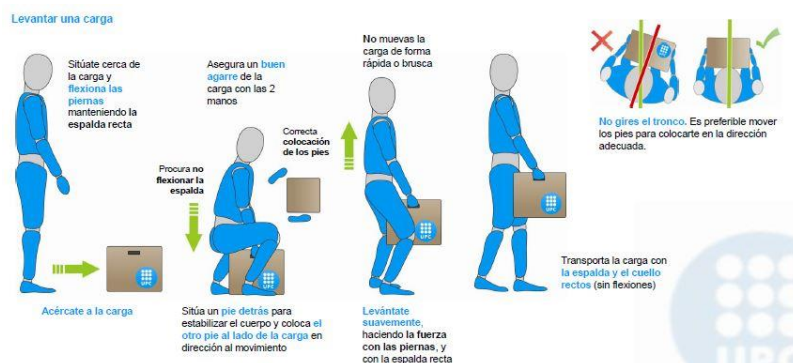 Levantar una carga
Sitúate cerca de
la carga y
flexiona las
piernas
manteniendo la
espalda recta
Acércate a la carga
Asegura un buen
agarre de la
carga con las 2
manos
Procura no
flexionar la
espalda
Correcta
colocación
de los pies
Sitúa un pie detrás para
estabilizar el cuerpo y coloca el
otro pie al lado de la carga en
dirección al movimiento
No muevas la
carga de forma
rápida o brusca
Levántate
suavemente,
haciendo la fuerza
con las piernas, y
con la espalda recta
Transporta la carga con
la espalda y el cuello
rectos (sin flexiones)
No gires el tronco. Es preferible mover
los pies para colocarte en la dirección
adecuada.
UPC
UPC
UPC
UPC
UPC